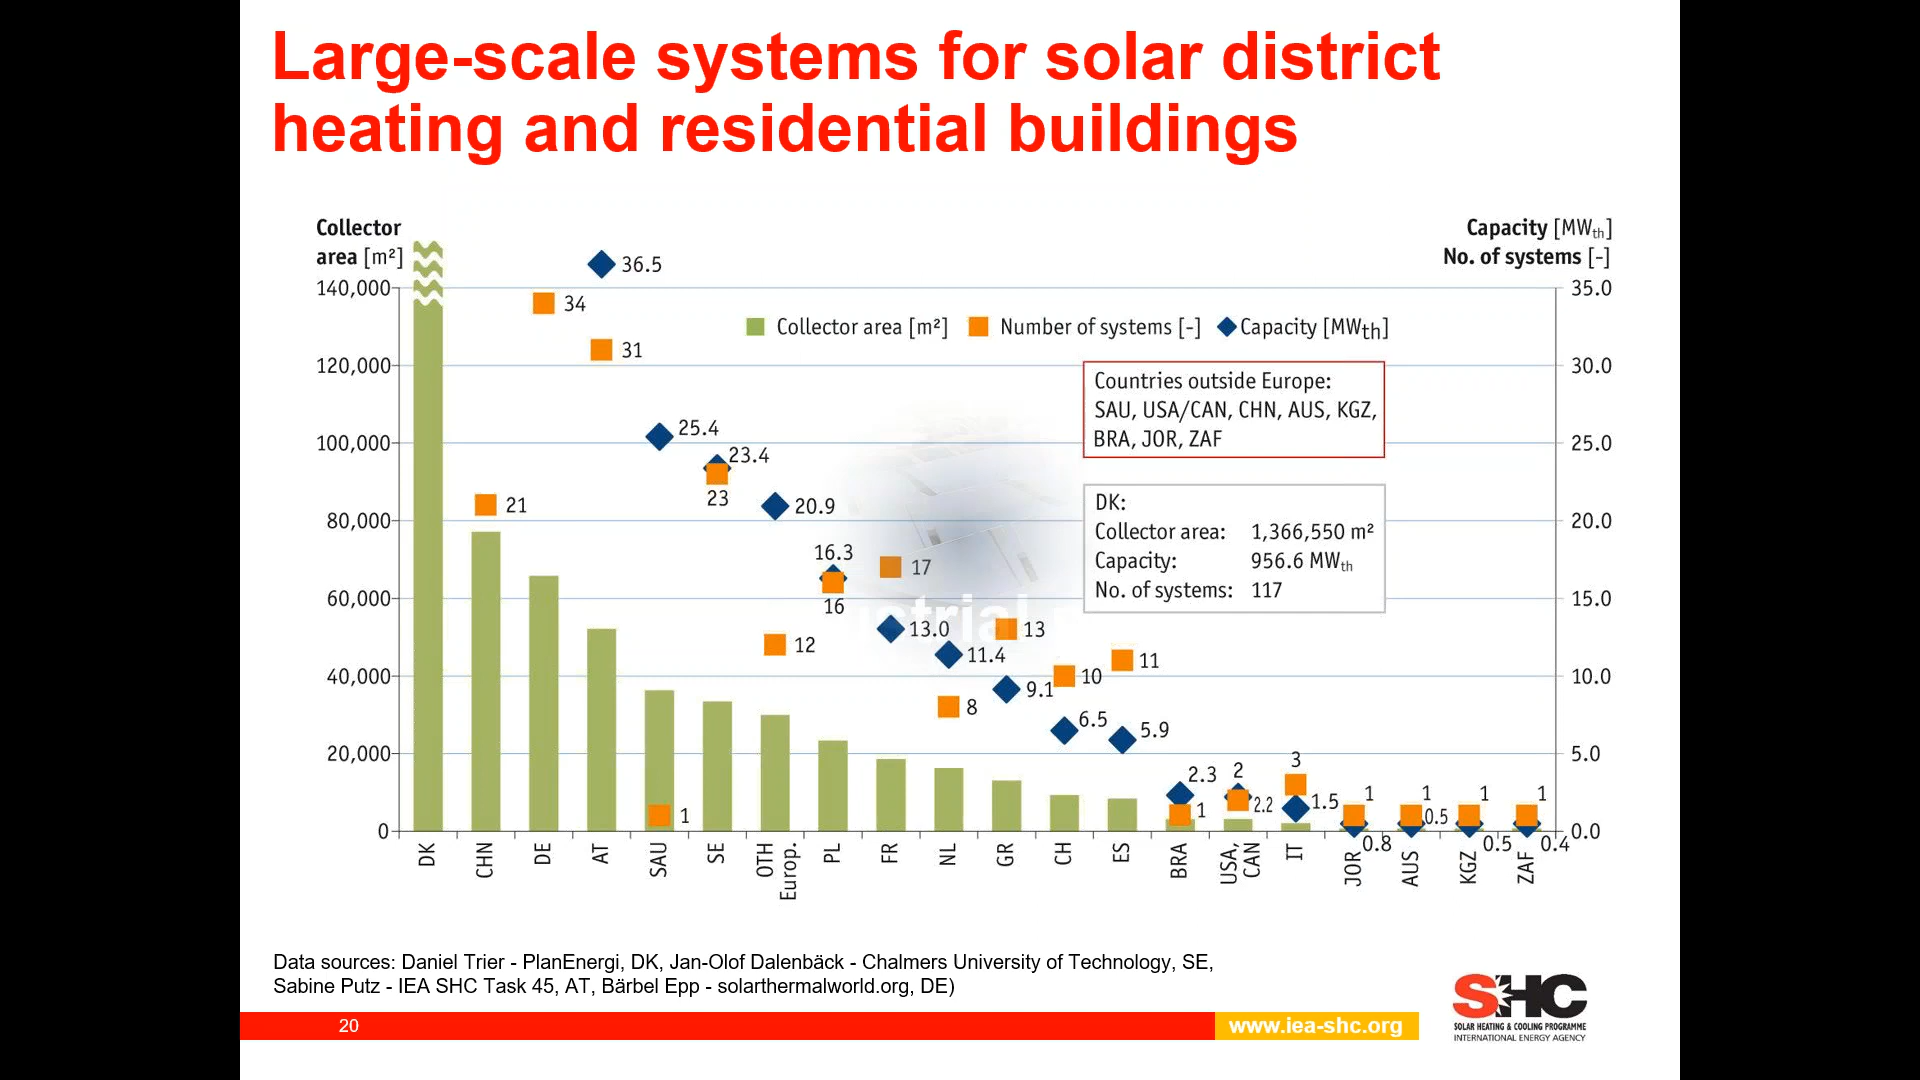 Large-scale systems for solar district
heating and residential buildings
Collector
area [m²]
Capacity [MWth]
No. of systems [-]
140,000
120,000
100,000
80,000
60,000
40,000
20,000
0
35.0
30.0
25.0
20.0
15.0
10.0
5.0
0.0
Collector area [m²]
Number of systems [-]
Capacity [MWth]
Countries outside Europe:
SAU, USA/CAN, CHN, AUS, KGZ,
BRA, JOR, ZAF
DK:
Collector area: 1,366,550 m²
Capacity: 956.6 MWth
No. of systems: 117
21
34
36.5
31
25.4
1
23.4
23
20.9
12
16.3
16
17
13.0
11.4
8
13
9.1
10
6.5
11
5.9
2.3
1
2
2.2
3
1.5
1
0.8
1
0.5
1
0.5
1
0.4
DK
CHN
DE
AT
SAU
SE
OTH
Europ.
PL
FR
NL
GR
CH
ES
BRA
USA,
CAN
IT
JOR
AUS
KGZ
ZAF
Data sources: Daniel Trier - PlanEnergi, DK, Jan-Olof Dalenbäck - Chalmers University of Technology, SE,
Sabine Putz - IEA SHC Task 45, AT, Bärbel Epp - solarthermalworld.org, DE)
20
www.iea-shc.org
SHC
SOLAR HEATING & COOLING PROGRAMME
INTERNATIONAL ENERGY AGENCY